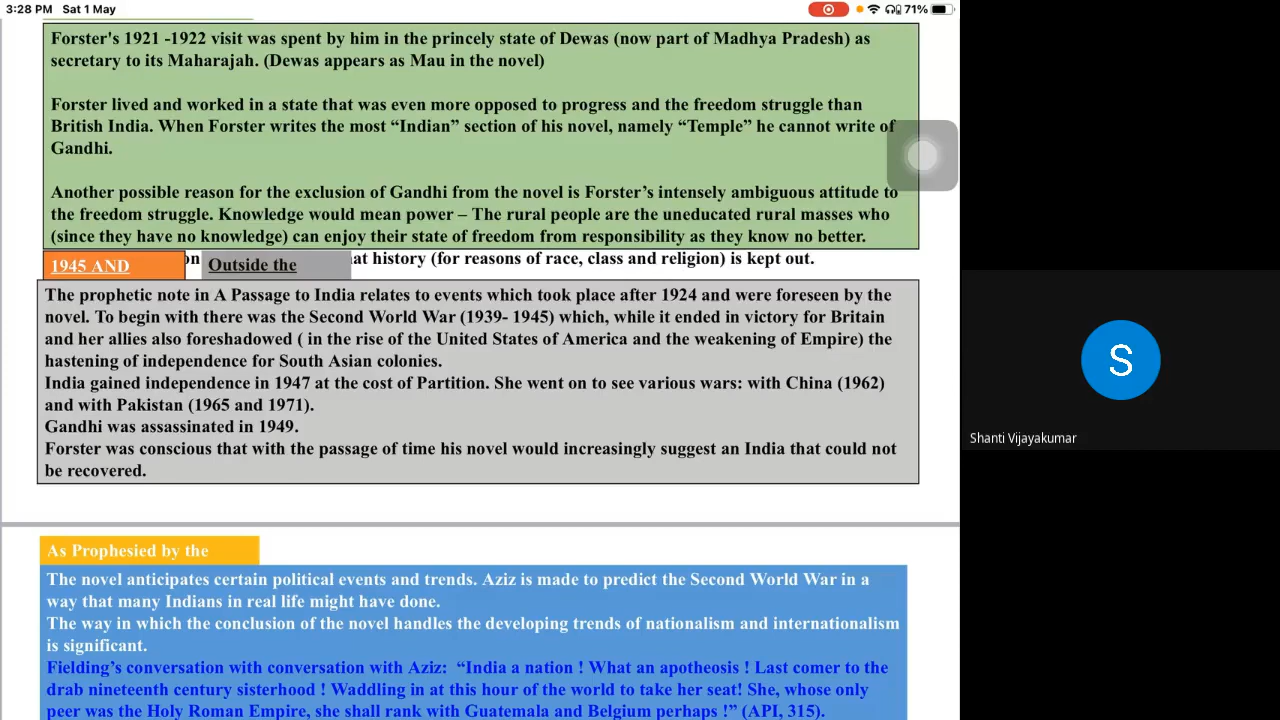 3:28 PM Sat 1 May
71%
Forster's 1921 -1922 visit was spent by him in the princely state of Dewas (now part of Madhya Pradesh) as
secretary to its Maharajah. (Dewas appears as Mau in the novel)
Forster lived and worked in a state that was even more opposed to progress and the freedom struggle than
British India. When Forster writes the most “Indian” section of his novel, namely “Temple” he cannot write of
Gandhi.
Another possible reason for the exclusion of Gandhi from the novel is Forster’s intensely ambiguous attitude to
the freedom struggle. Knowledge would mean power – The rural people are the uneducated rural masses who
(since they have no knowledge) can enjoy their state of freedom from responsibility as they know no better.
on at history (for reasons of race, class and religion) is kept out.
1945 AND Outside the
The prophetic note in A Passage to India relates to events which took place after 1924 and were foreseen by the
novel. To begin with there was the Second World War (1939- 1945) which, while it ended in victory for Britain
and her allies also foreshadowed ( in the rise of the United States of America and the weakening of Empire) the
hastening of independence for South Asian colonies.
India gained independence in 1947 at the cost of Partition. She went on to see various wars: with China (1962)
and with Pakistan (1965 and 1971).
Gandhi was assassinated in 1949.
Forster was conscious that with the passage of time his novel would increasingly suggest an India that could not
be recovered.
As Prophesied by the
The novel anticipates certain political events and trends. Aziz is made to predict the Second World War in a
way that many Indians in real life might have done.
The way in which the conclusion of the novel handles the developing trends of nationalism and internationalism
is significant.
Fielding’s conversation with conversation with Aziz: “India a nation ! What an apotheosis ! Last comer to the
drab nineteenth century sisterhood ! Waddling in at this hour of the world to take her seat! She, whose only
peer was the Holy Roman Empire, she shall rank with Guatemala and Belgium perhaps !” (API, 315).
S
Shanti Vijayakumar